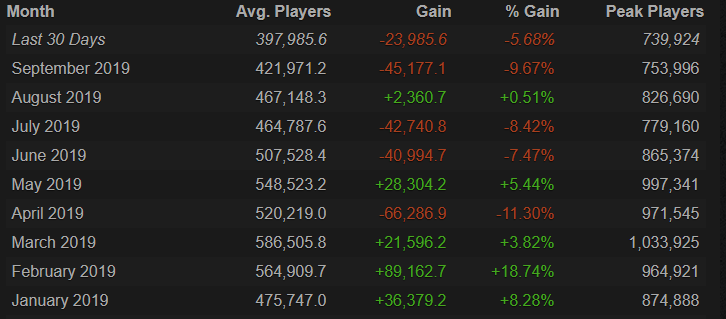 Month Avg. Players Gain % Gain Peak Players
Last 30 Days 397,985.6 -23,985.6 -5.68% 739,924
September 2019 421,971.2 -45,177.1 -9.67% 753,996
August 2019 467,148.3 +2,360.7 +0.51% 826,690
July 2019 464,787.6 -42,740.8 -8.42% 779,160
June 2019 507,528.4 -40,994.7 -7.47% 865,374
May 2019 548,523.2 +28,304.2 +5.44% 997,341
April 2019 520,219.0 -66,286.9 -11.30% 971,545
March 2019 586,505.8 +21,596.2 +3.82% 1,033,925
February 2019 564,909.7 +89,162.7 +18.74% 964,921
January 2019 475,747.0 +36,379.2 +8.28% 874,888